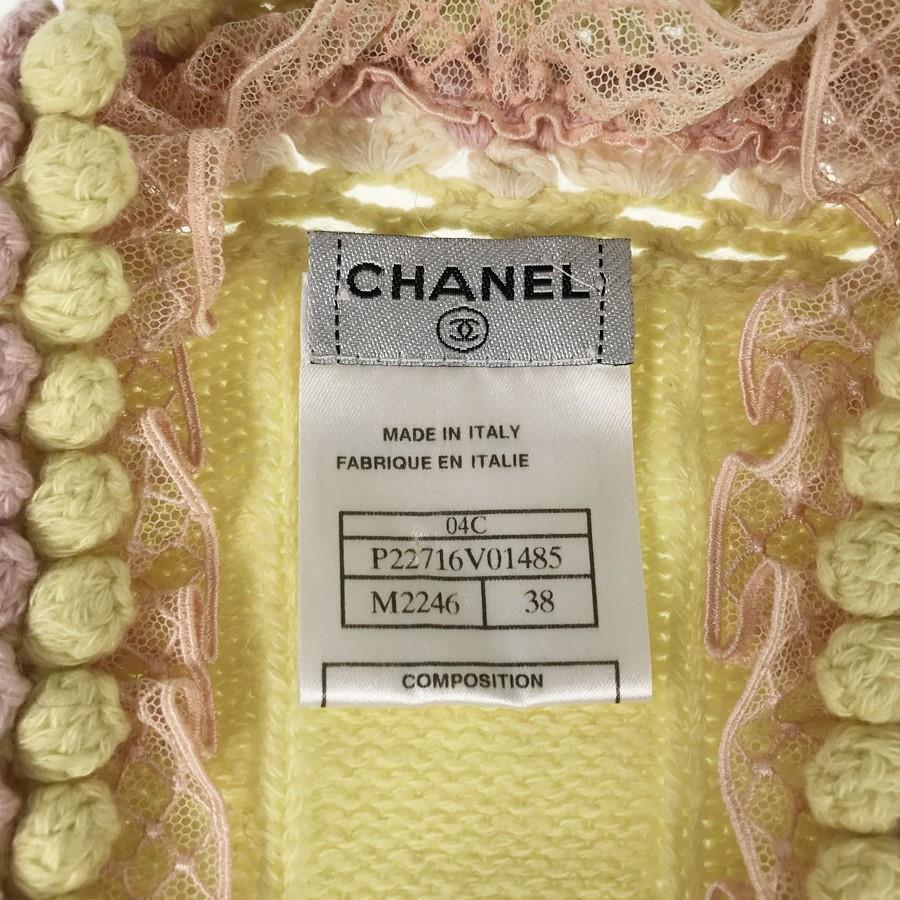 CHANEL
MADE IN ITALY
FABRIQUE EN ITALIE
04C
P22716V01485
M2246 38
COMPOSITION